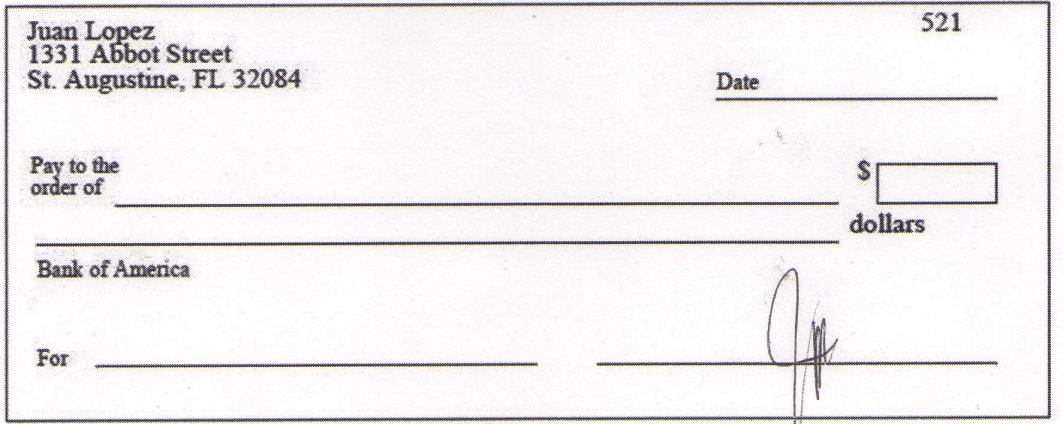 Juan Lopez
521
1331 Abbot Street
St. Augustine, FL 32084
Date
Pay to the
order of
$
dollars
Bank of America
For